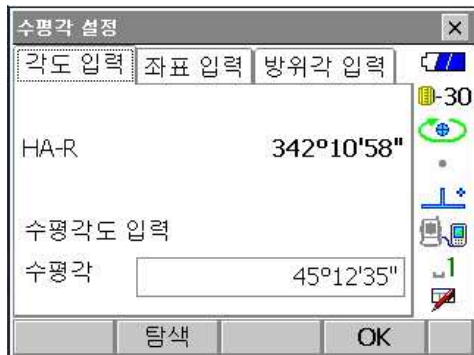 수평각 설정
각도 입력 좌표 입력 방위각 입력
-30
HA-R 342°10'58"
수평각도 입력
수평각 45°12'35"
1
탐색 OK